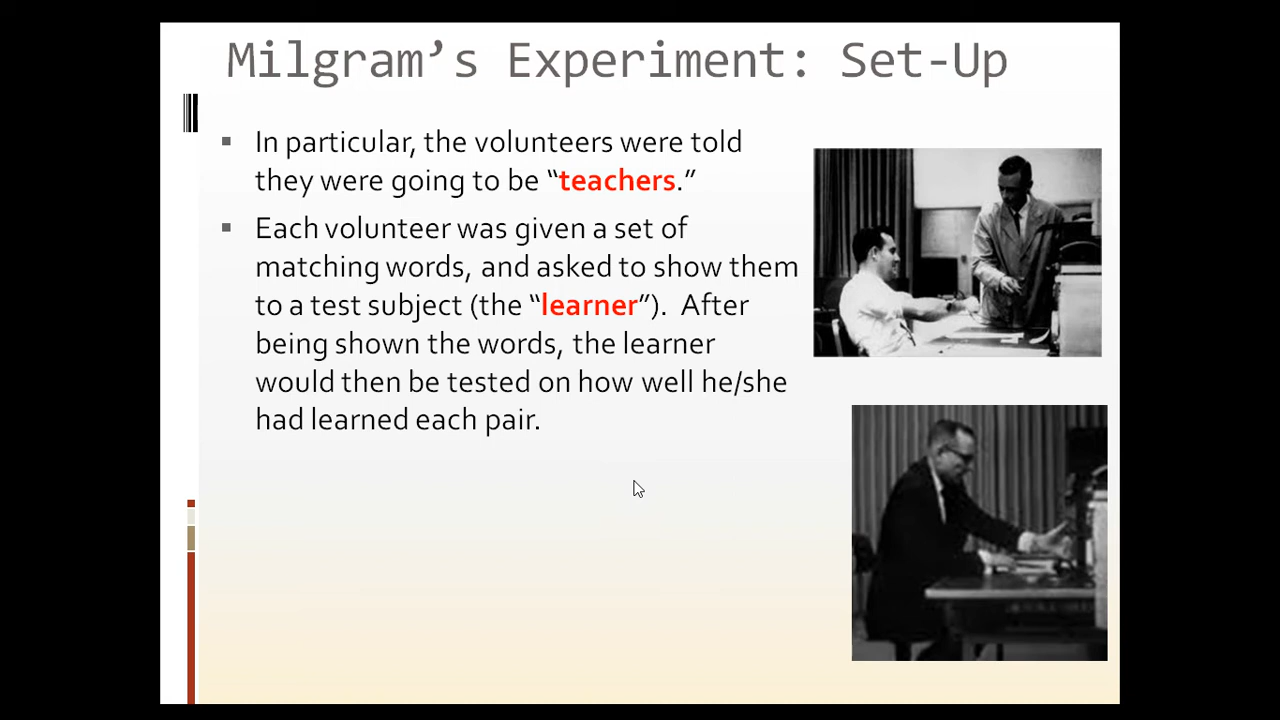 Milgram’s Experiment: Set-Up
In particular, the volunteers were told
they were going to be “teachers.”
Each volunteer was given a set of
matching words, and asked to show them
to a test subject (the “learner”).  After
being shown the words, the learner
would then be tested on how well he/she
had learned each pair.